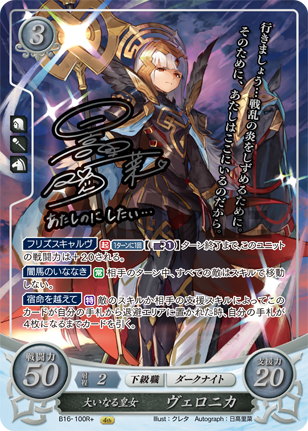 3
行きましょう…戦乱の炎をしずめるために。
そのために、あたしはここにいるのだから。
あたしのにしたい…
フリズスキャルヴ 起 1ターンに1回 【 1】ターン終了まで、このユニット
の戦闘力は＋20される。
闇馬のいななき 常 相手のターン中、すべての敵はスキルで移動
しない。
宿命を越えて 特 敵のスキルか相手の支援スキルによってこの
カードが自分の手札から退避エリアに置かれた時、自分の手札が
4枚になるまでカードを引く。
戦闘力
50
射程 2
下級職
ダークナイト
支援力
20
大いなる皇女 ヴェロニカ
B16-100R+
4th
Illust：クレタ Autograph：日高里菜